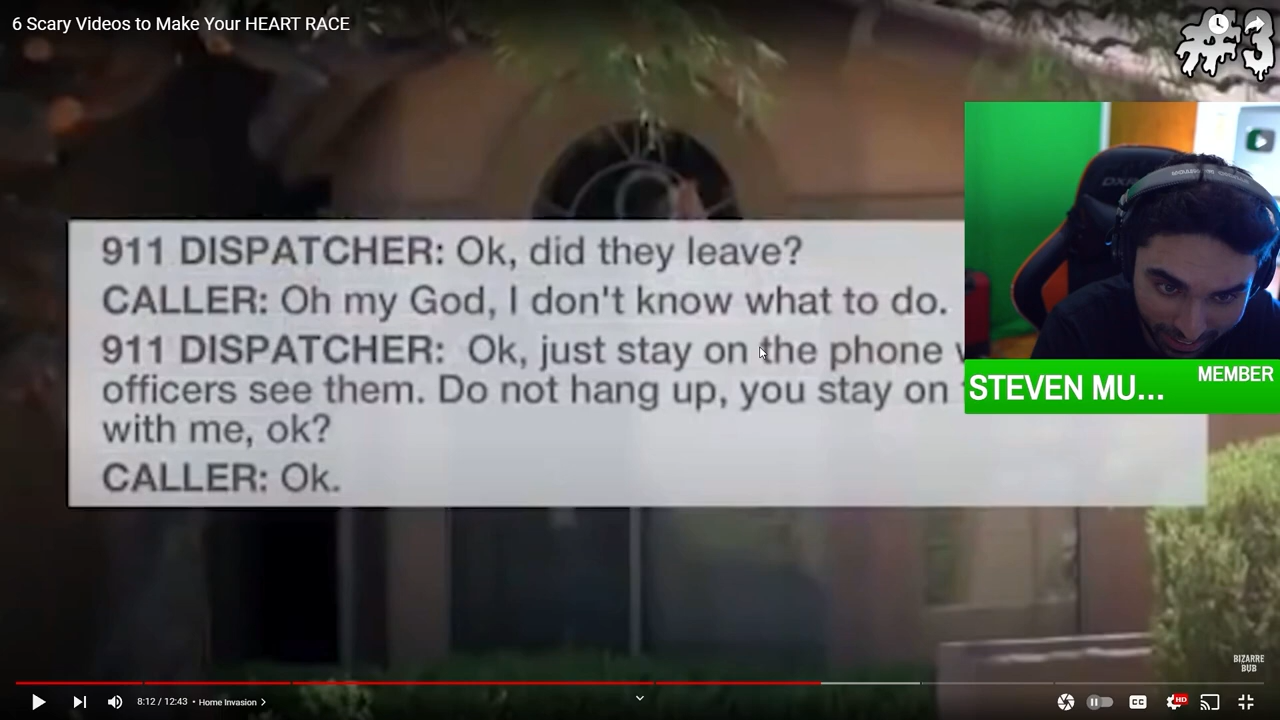 6 Scary Videos to Make Your HEART RACE
#3
911 DISPATCHER: Ok, did they leave?
CALLER: Oh my God, I don't know what to do.
911 DISPATCHER: Ok, just stay on the phone
officers see them. Do not hang up, you stay on
with me, ok?
CALLER: Ok.
STEVEN MU...
MEMBER
BIZARRE
BUB
8:12 / 12:43 • Home Invasion >
CC
HD